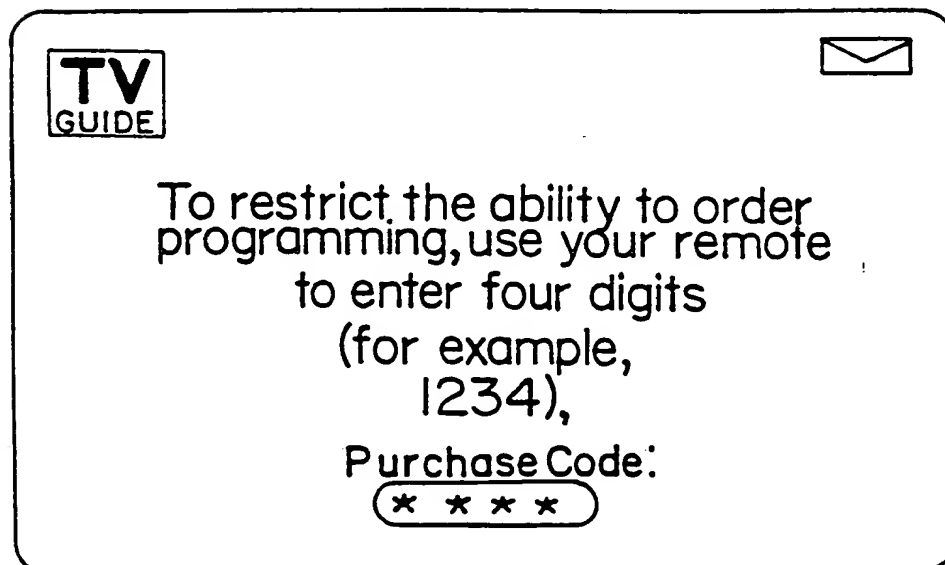 TV
GUIDE
To restrict the ability to order
programming, use your remote
to enter four digits
(for example,
1234),
Purchase Code:
* * * *